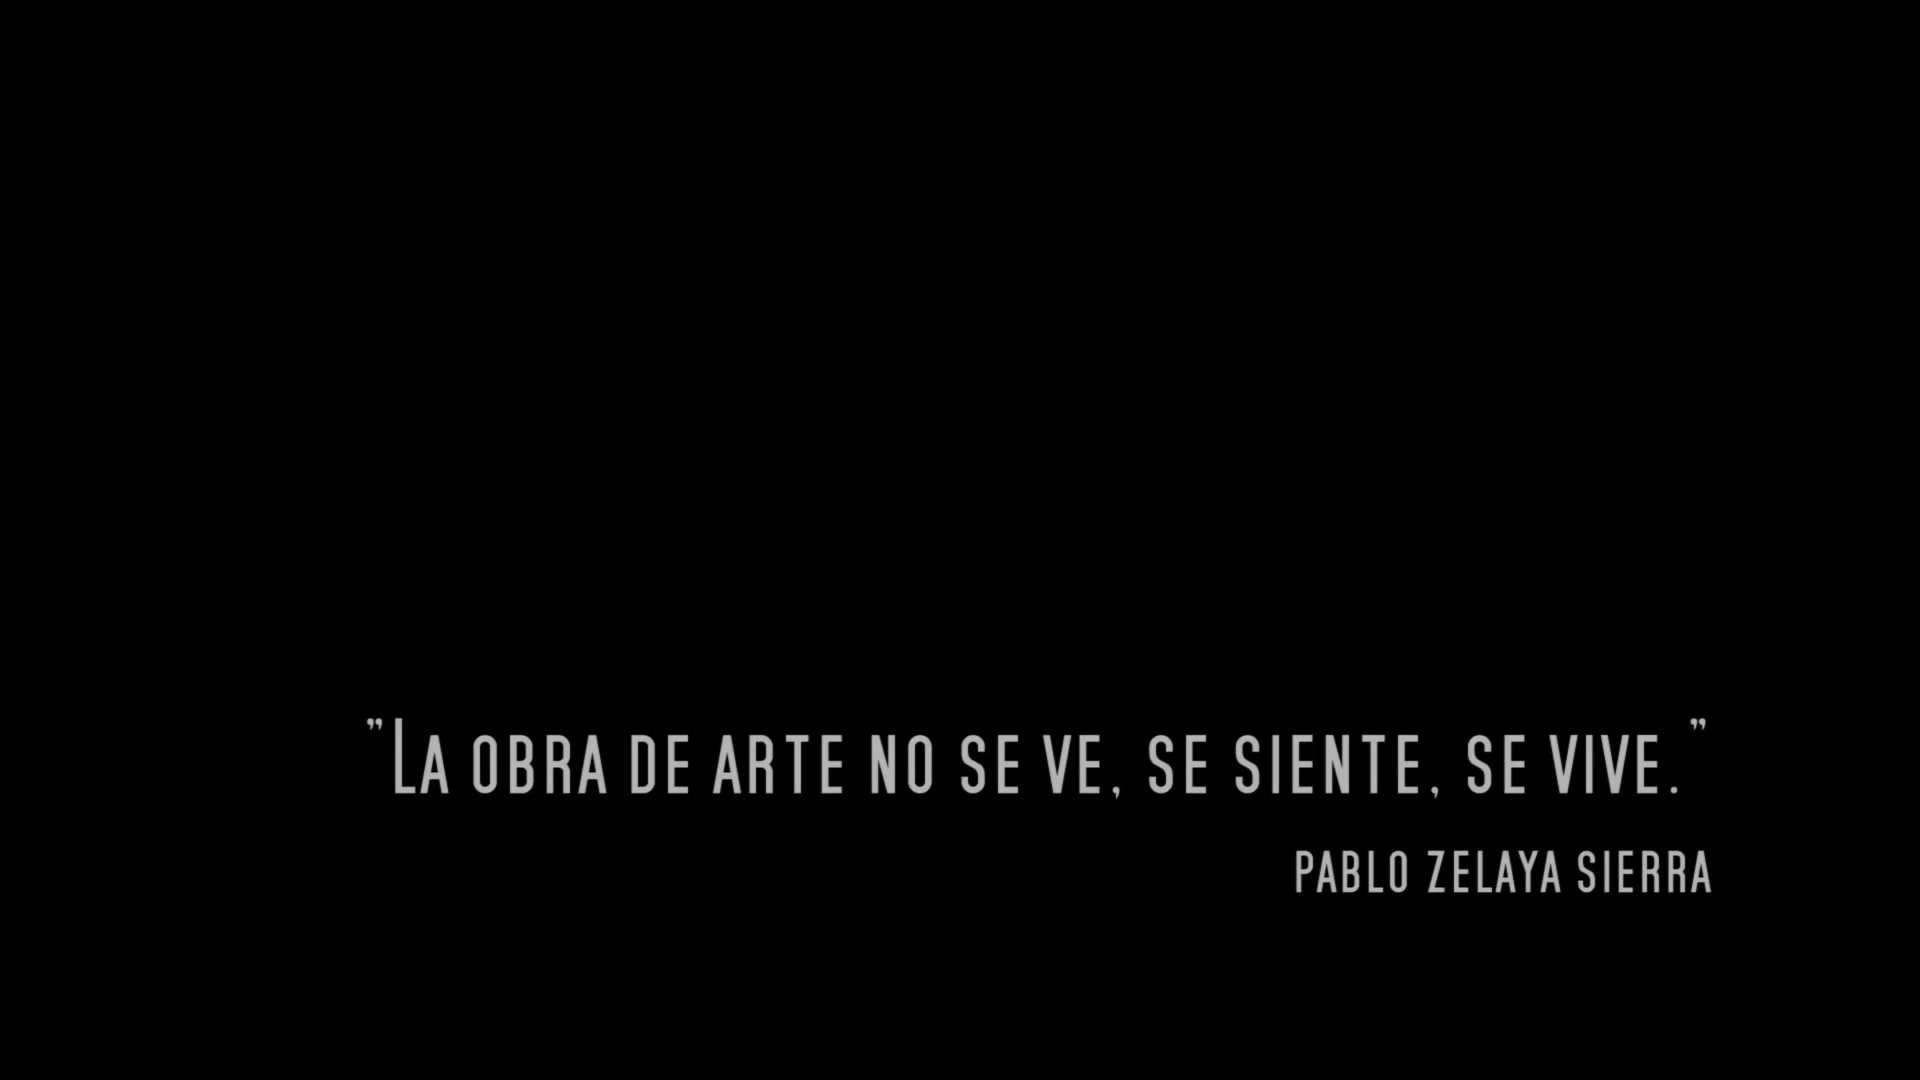 ”La obra de arte no se ve, se siente, se vive.”
PABLO ZELAYA SIERRA